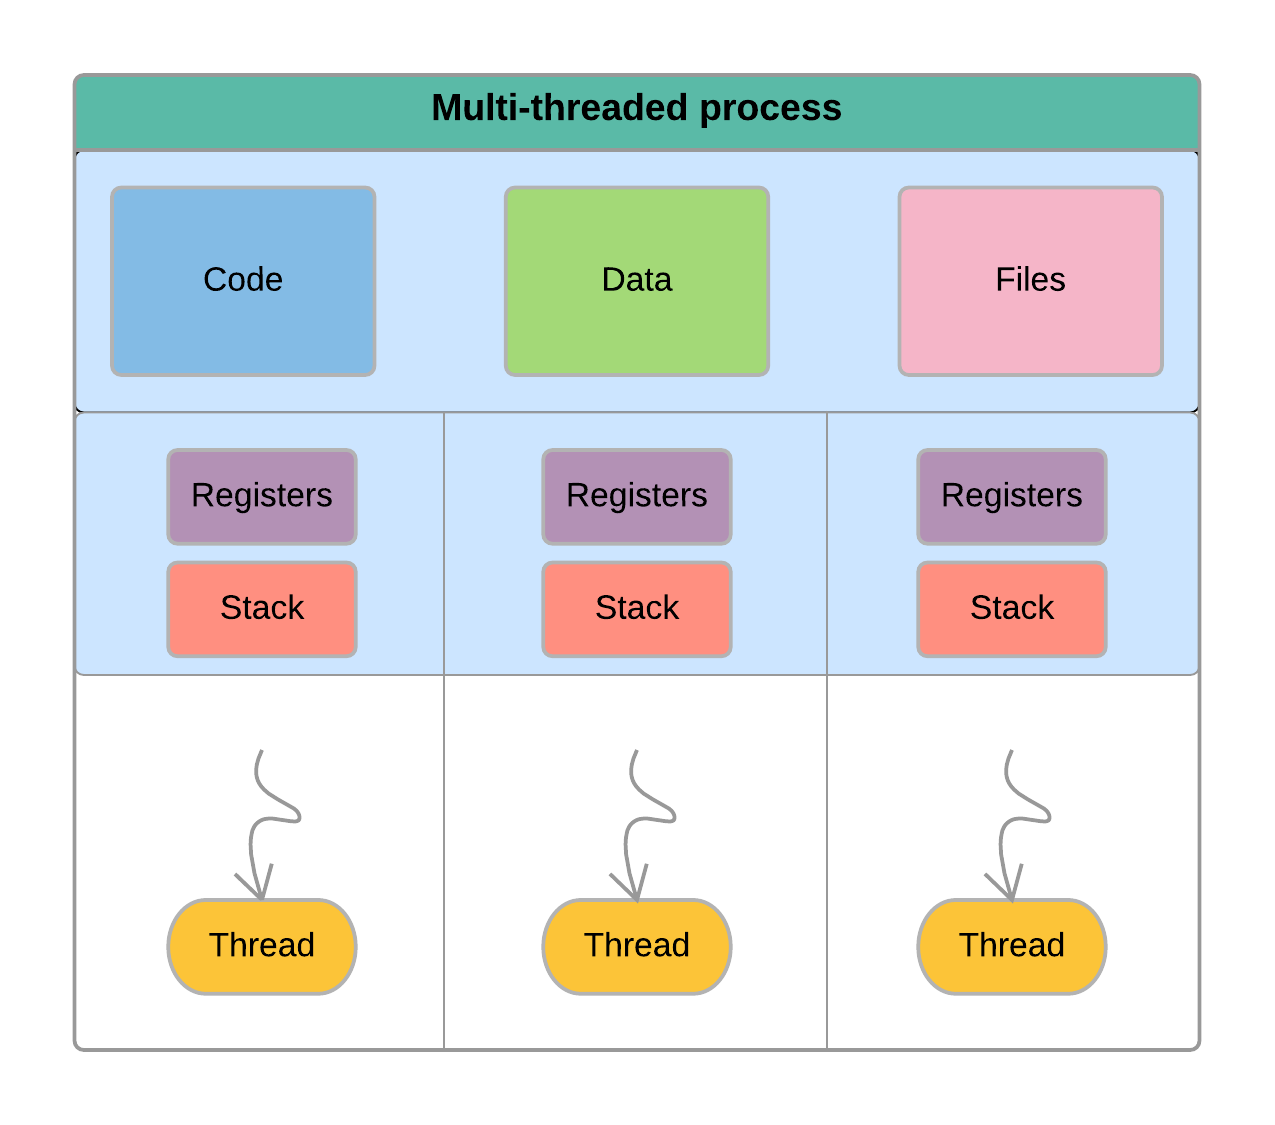 Multi-threaded process
Code
Data
Files
Registers
Registers
Registers
Stack
Stack
Stack
Thread
Thread
Thread